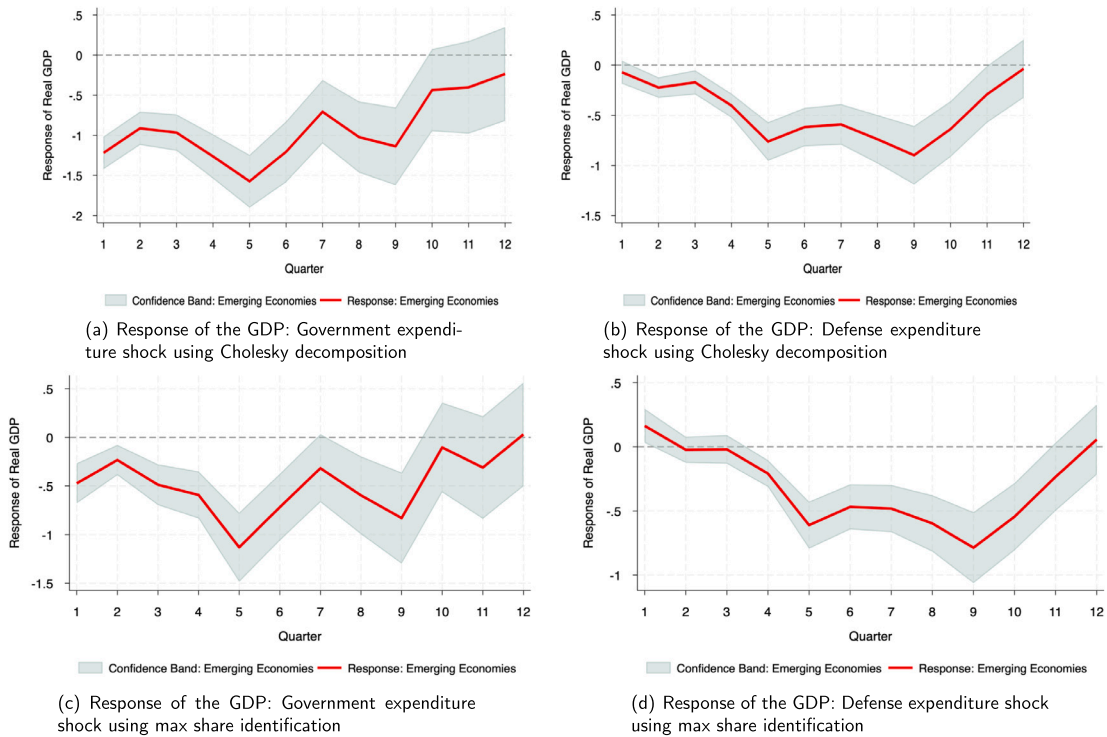 .5
0
-.5
-1
-1.5
-2
Response of Real GDP
1 2 3 4 5 6 7 8 9 10 11 12
Quarter
Confidence Band: Emerging Economies Response: Emerging Economies
(a) Response of the GDP: Government expendi-
ture shock using Cholesky decomposition
.5
0
-.5
-1
-1.5
Response of Real GDP
1 2 3 4 5 6 7 8 9 10 11 12
Quarter
Confidence Band: Emerging Economies Response: Emerging Economies
(b) Response of the GDP: Defense expenditure
shock using Cholesky decomposition
.5
0
-.5
-1
-1.5
Response of Real GDP
1 2 3 4 5 6 7 8 9 10 11 12
Quarter
Confidence Band: Emerging Economies Response: Emerging Economies
(c) Response of the GDP: Government expenditure
shock using max share identification
.5
0
-.5
-1
Response of Real GDP
1 2 3 4 5 6 7 8 9 10 11 12
Quarter
Confidence Band: Emerging Economies Response: Emerging Economies
(d) Response of the GDP: Defense expenditure shock
using max share identification